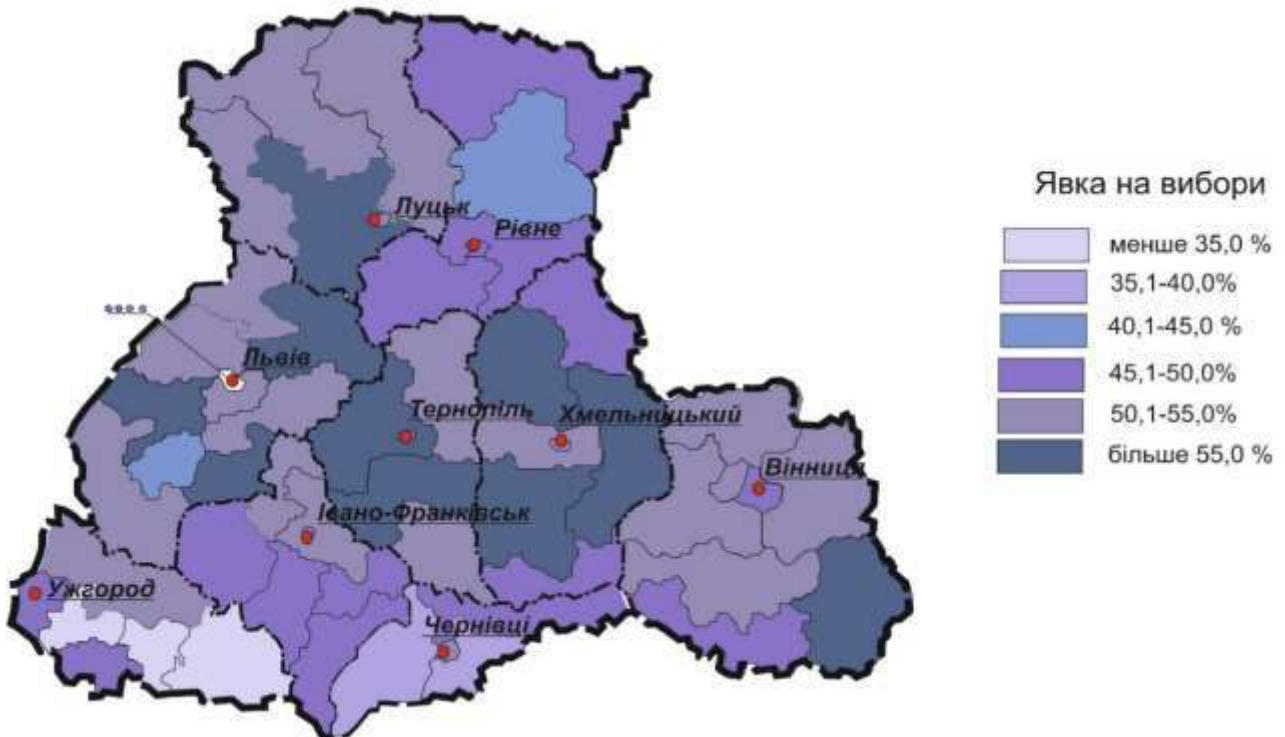 Луцьк
Рівне
Львів
Тернопіль
Хмельницький
Вінниця
Івано-Франківськ
Ужгород
Чернівці
Явка на вибори
менше 35,0 %
35,1-40,0%
40,1-45,0 %
45,1-50,0%
50,1-55,0%
більше 55,0 %